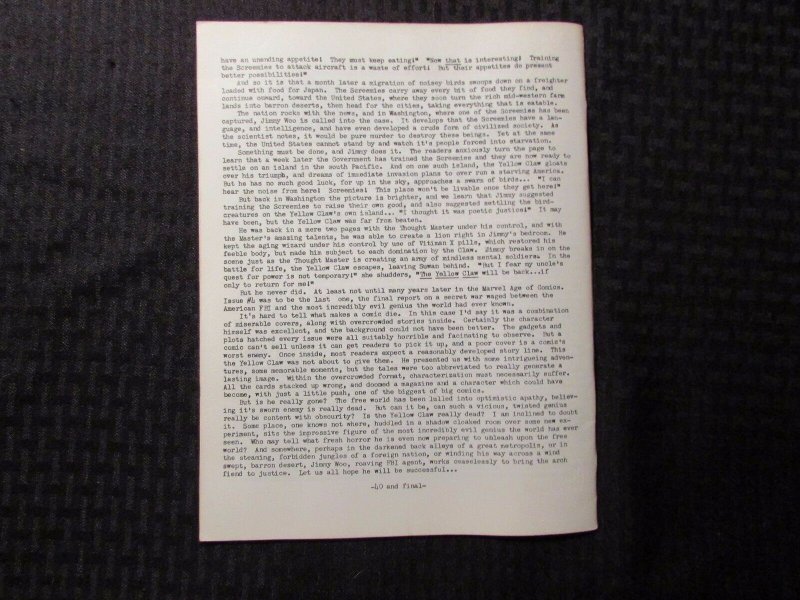 have an unending appetite! They must keep eating!" "Now that is interesting! Training
the Screemies to attack aircraft is a waste of effort! But their appetites do present
better possibilities!"
And so it is that a month later a migration of noisey birds swoops down on a freighter
loaded with food for Japan. The Screemies carry away every bit of food they find, and
continue onward, toward the United States, where they soon turn the rich mid-western farm
lands into barron deserts, then head for the cities, taking everything that is eatable.
The nation rocks with the news, and in Washington, where one of the Screemies has been
captured, Jimmy Woo is called into the case. It develops that the Screemies have a lan-
guage, and intelligence, and have even developed a crude form of civilized society. As
the scientist notes, it would be pure murder to destroy these beings. Yet at the same
time, the United States cannot stand by and watch it's people forced into starvation.
Something must be done, and Jimmy does it. The readers anxiously turn the page to
learn that a week later the Government has trained the Screemies and they are now ready to
settle on an island in the south Pacific. And on one such island, the Yellow Claw gloats
over his triumph, and dreams of imediate invasion plans to over run a starving America.
But he has no much good luck, for up in the sky, approaches a swarm of birds... "I can
hear the noise from here! Screemies! This place won't be livable once they get here!"
But back in Washington the picture is brighter, and we learn that Jimmy suggested
training the Screemies to raise their own good, and also suggested settling the bird-
creatures on the Yellow Claw's own island... "I thought it was poetic justice!" It may
have been, but the Yellow Claw was far from beaten.
He was back in a mere two pages with the Thought Master under his control, and with
the Master's amazing talents, he was able to create a lion right in Jimmy's bedroom. He
kept the aging wizard under his control by use of Vitiman X pills, which restored his
feeble body, but made his subject to each domination by the Claw. Jimmy breaks in on the
scene just as the Thought Master is creating an army of mindless mental soldiers. In the
battle for life, the Yellow Claw escapes, leaving Suwan behind. "But I fear my uncle's
quest for power is not temporary!" she shudders, "The Yellow Claw will be back...if
only to return for me!"
But he never did. At least not until many years later in the Marvel Age of Comics.
Issue #4 was to be the last one, the final report on a secret war waged between the
American FBI and the most incredibly evil genius the world had ever known.
It's hard to tell what makes a comic die. In this case I'd say it was a combination
of miserable covers, along with overcrowded stories inside. Certainly the character
himself was excellent, and the background could not have been better. The gadgets and
plots hatched every issue were all suitably horrible and facinating to observe. But a
comic can't sell unless it can get readers to pick it up, and a poor cover is a comic's
worst enemy. Once inside, most readers expect a reasonably developed story line. This
the Yellow Claw was not about to give them. He presented us with some intrigueing adven-
tures, some memorable moments, but the tales were too abbreviated to really generate a
lasting image. Within the overcrowded format, characterization must necessarily suffer.
All the cards stacked up wrong, and doomed a magazine and a character which could have
become, with just a little push, one of the biggest of big comics.
But is he really gone? The free world has been lulled into optimistic apathy, believ-
ing it's sworn enemy is really dead. But can it be, can such a vicious, twisted genius
really be content with obscurity? Is the Yellow Claw really dead? I am inclined to doubt
it. Some place, one knows not where, huddled in a shadow cloaked room over some new ex-
periment, sits the impressive figure of the most incredibly evil genius the world has ever
seen. Who may tell what fresh horror he is even now preparing to unleash upon the free
world? And somewhere, perhaps in the darkened back alleys of a great metropolis, or in
the steaming, forbidden jungles of a foreign nation, or winding his way across a wind
swept, barron desert, Jimmy Woo, roaving FBI agent, works ceaselessly to bring the arch
fiend to justice. Let us all hope he will be successful...
-40 and final-